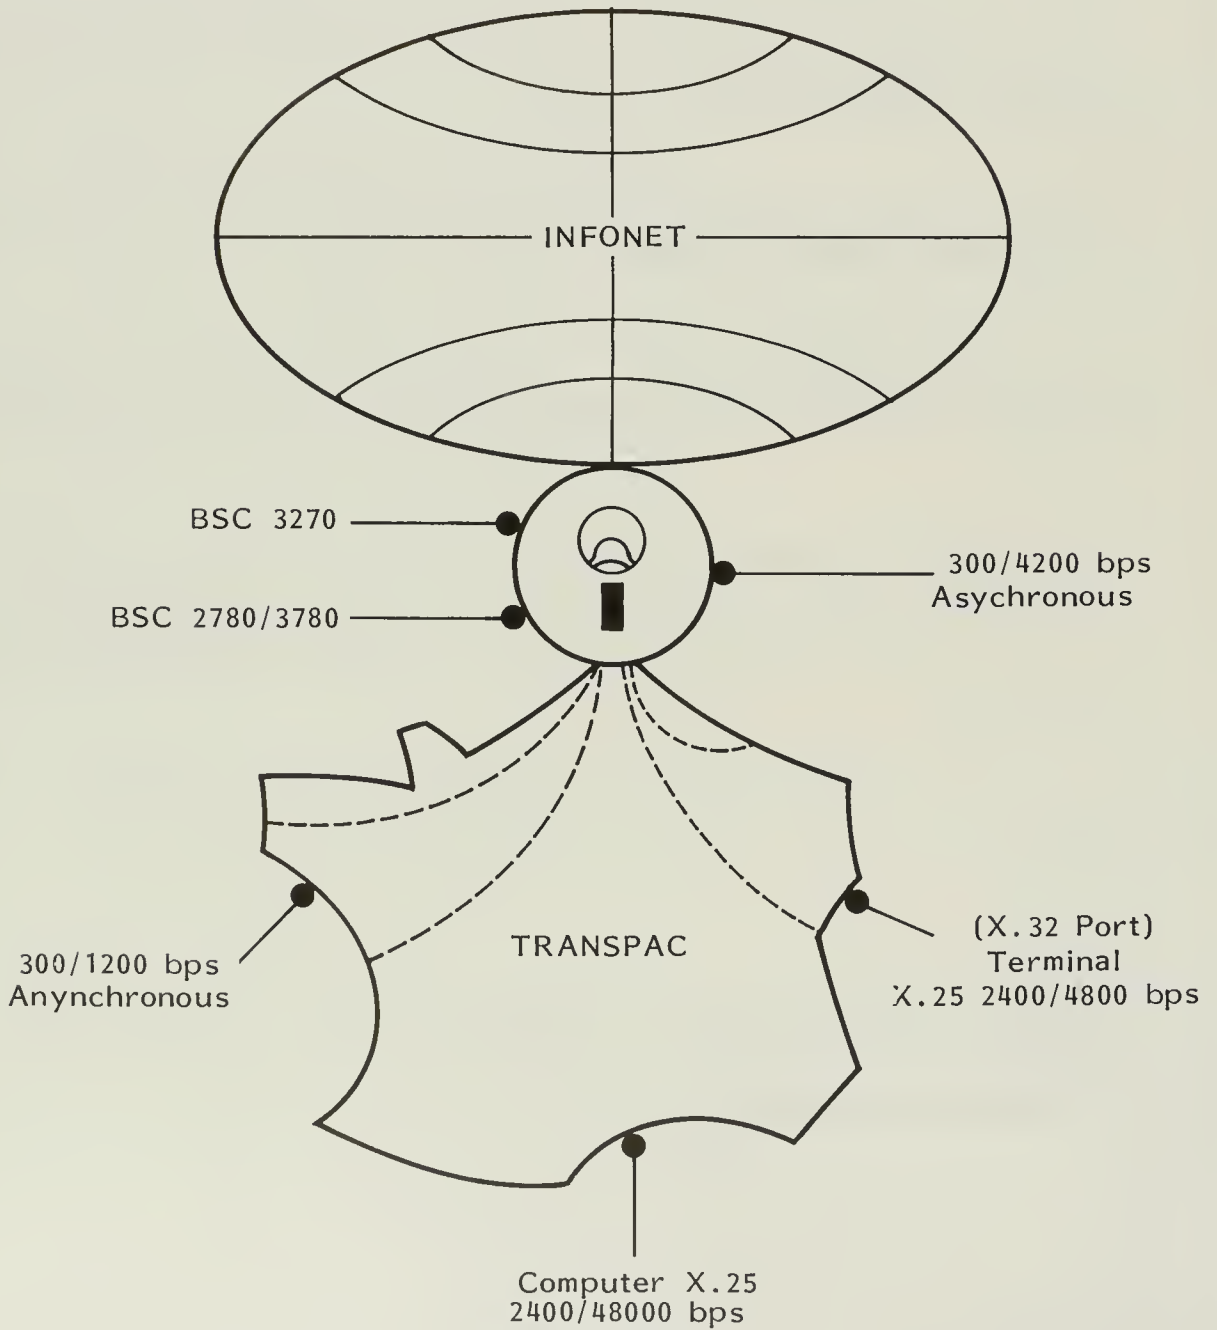 INFONET
BSC 3270
300/4200 bps
Asychronous
BSC 2780/3780
TRANSPAC
(X.32 Port)
Terminal
X.25 2400/4800 bps
300/1200 bps
Anynchronous
Computer X.25
2400/48000 bps